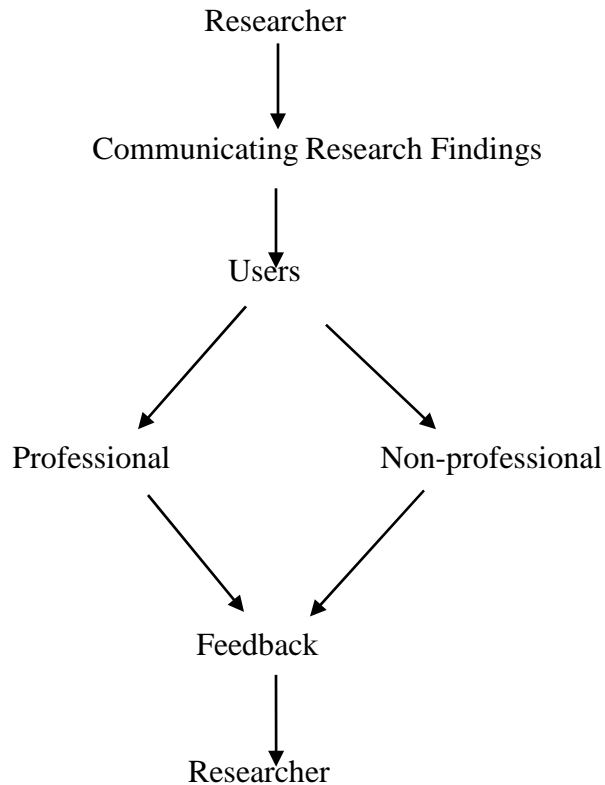 Researcher
Communicating Research Findings
Users
Professional
Non-professional
Feedback
Researcher